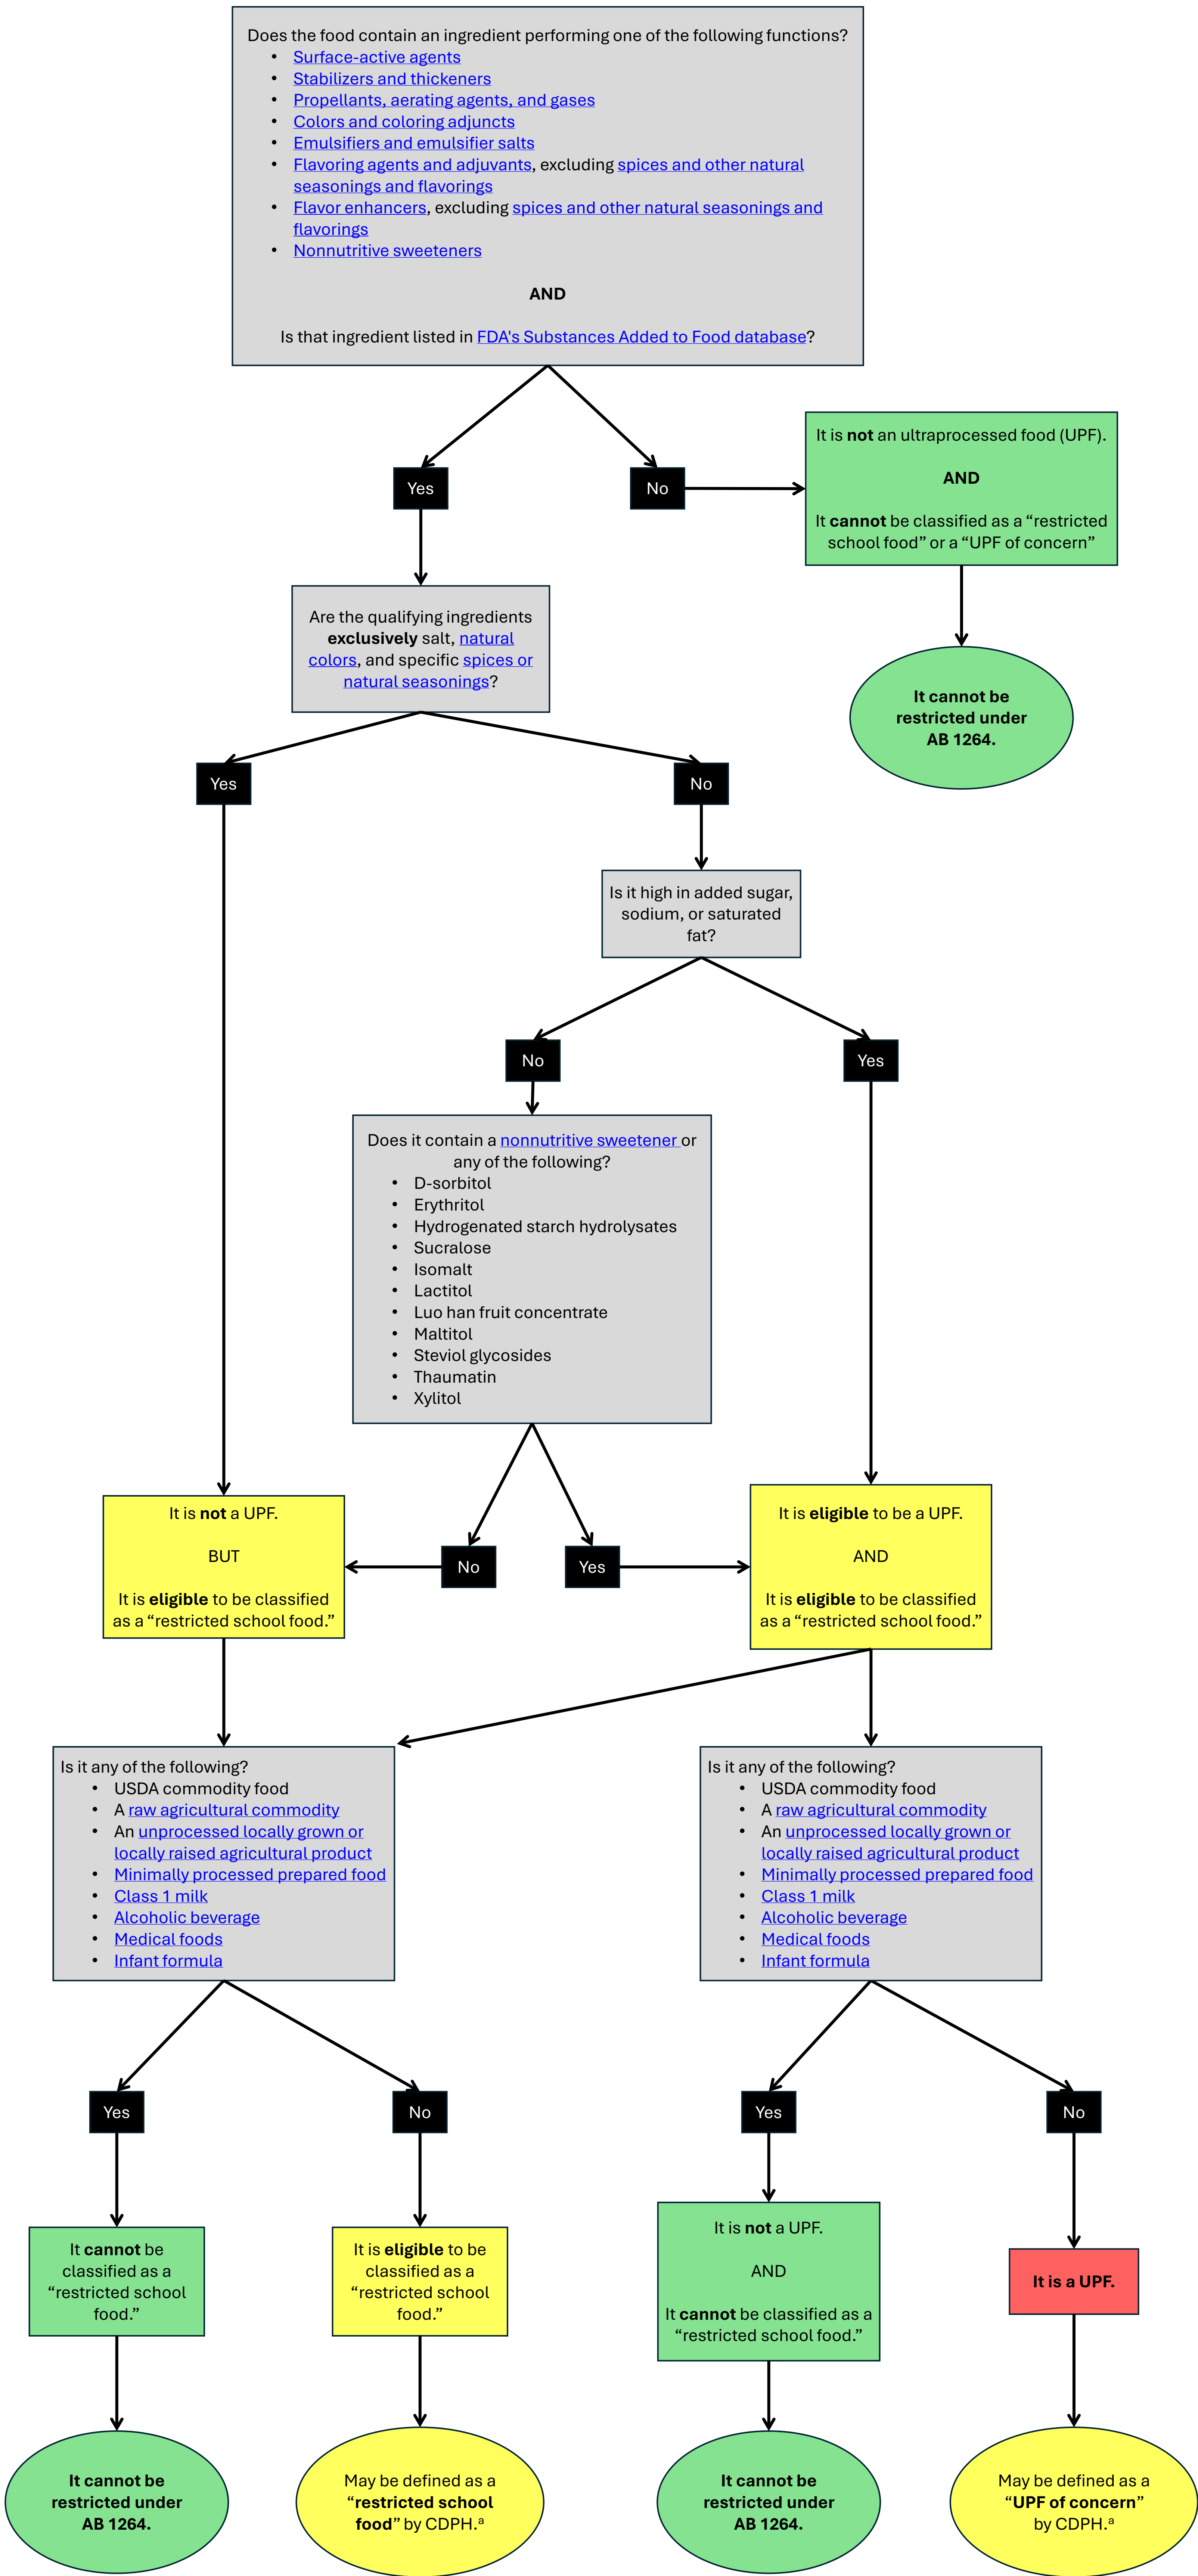 Does the food contain an ingredient performing one of the following functions?
• Surface-active agents
• Stabilizers and thickeners
• Propellants, aerating agents, and gases
• Colors and coloring adjuncts
• Emulsifiers and emulsifier salts
• Flavoring agents and adjuvants, excluding spices and other natural
seasonings and flavorings
• Flavor enhancers, excluding spices and other natural seasonings and
flavorings
• Nonnutritive sweeteners
AND
Is that ingredient listed in FDA's Substances Added to Food database?
Yes
No
It is not an ultraprocessed food (UPF).
AND
It cannot be classified as a “restricted
school food” or a “UPF of concern”
It cannot be
restricted under
AB 1264.
Are the qualifying ingredients
exclusively salt, natural
colors, and specific spices or
natural seasonings?
Yes
No
Is it high in added sugar,
sodium, or saturated
fat?
No
Yes
Does it contain a nonnutritive sweetener or
any of the following?
• D-sorbitol
• Erythritol
• Hydrogenated starch hydrolysates
• Sucralose
• Isomalt
• Lactitol
• Luo han fruit concentrate
• Maltitol
• Steviol glycosides
• Thaumatin
• Xylitol
No
Yes
It is not a UPF.
BUT
It is eligible to be classified
as a “restricted school food.”
It is eligible to be a UPF.
AND
It is eligible to be classified
as a “restricted school food.”
Is it any of the following?
• USDA commodity food
• A raw agricultural commodity
• An unprocessed locally grown or
locally raised agricultural product
• Minimally processed prepared food
• Class 1 milk
• Alcoholic beverage
• Medical foods
• Infant formula
Is it any of the following?
• USDA commodity food
• A raw agricultural commodity
• An unprocessed locally grown or
locally raised agricultural product
• Minimally processed prepared food
• Class 1 milk
• Alcoholic beverage
• Medical foods
• Infant formula
Yes
No
Yes
No
It cannot be
classified as a
“restricted school
food.”
It is eligible to be
classified as a
“restricted school
food.”
It is not a UPF.
AND
It cannot be classified as a
“restricted school food.”
It is a UPF.
It cannot be
restricted under
AB 1264.
May be defined as a
“restricted school
food” by CDPH.ᵃ
It cannot be
restricted under
AB 1264.
May be defined as a
“UPF of concern”
by CDPH.ᵃ